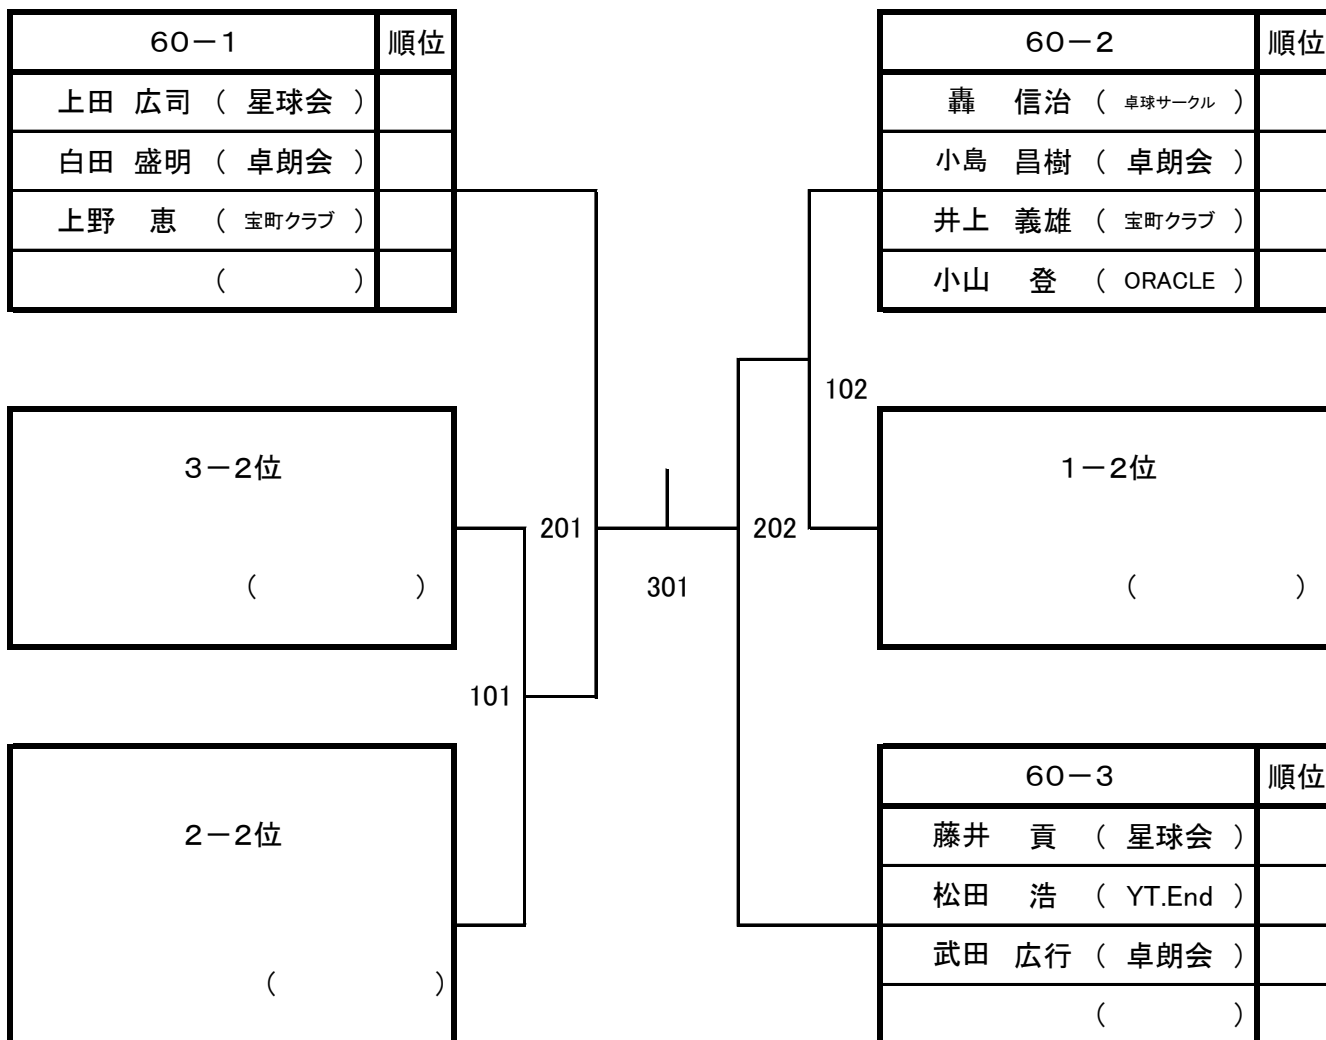 60－1 順位
上田 広司 （ 星球会 ）
白田 盛明 （ 卓朗会 ）
上野 恵 （ 宝町クラブ ）
（ ）
60－2 順位
轟 信治 （ 卓球サークル ）
小島 昌樹 （ 卓朗会 ）
井上 義雄 （ 宝町クラブ ）
小山 登 （ ORACLE ）
102
3－2位
（ ）
1－2位
（ ）
201
202
301
101
2－2位
（ ）
60－3 順位
藤井 貢 （ 星球会 ）
松田 浩 （ YT.End ）
武田 広行 （ 卓朗会 ）
（ ）